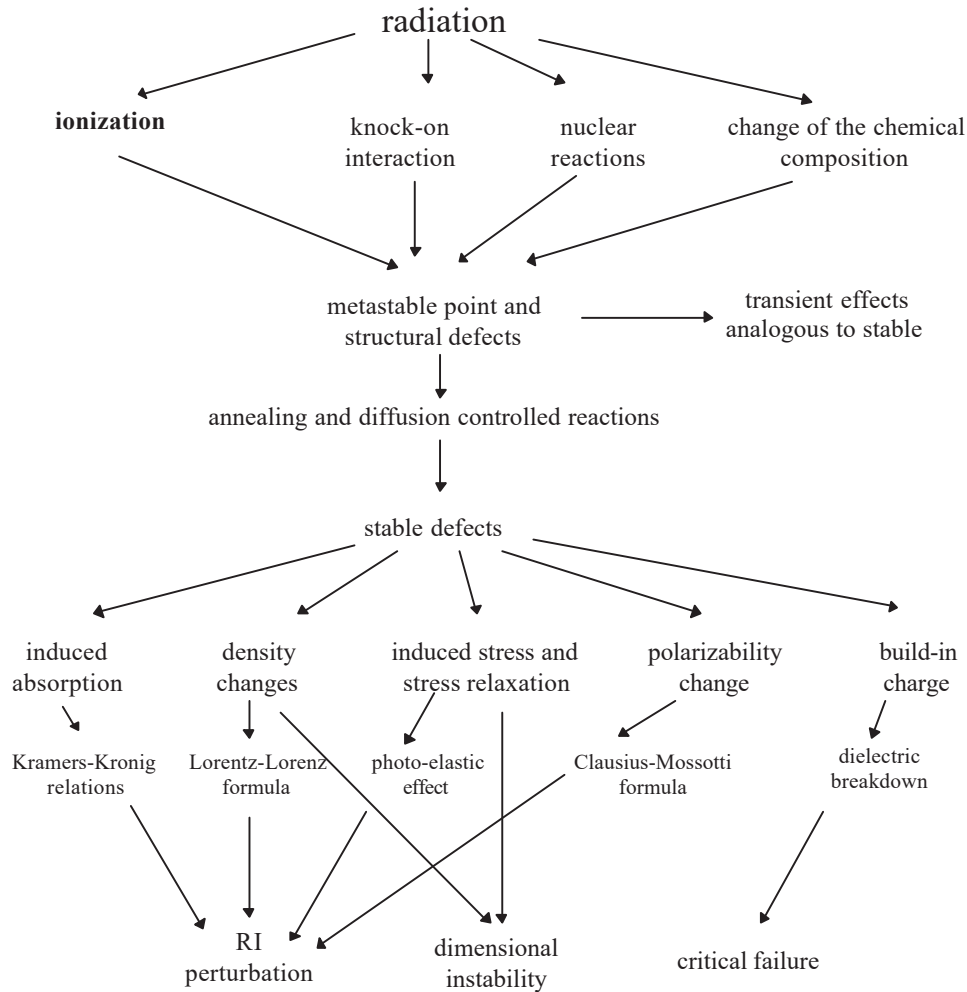 radiation
ionization
knock-on
interaction
nuclear
reactions
change of the chemical
composition
metastable point and
structural defects
transient effects
analogous to stable
annealing and diffusion controlled reactions
stable defects
induced
absorption
density
changes
induced stress and
stress relaxation
polarizability
change
build-in
charge
Kramers-Kronig
relations
Lorentz-Lorenz
formula
photo-elastic
effect
Clausius-Mossotti
formula
dielectric
breakdown
RI
perturbation
dimensional
instability
critical failure